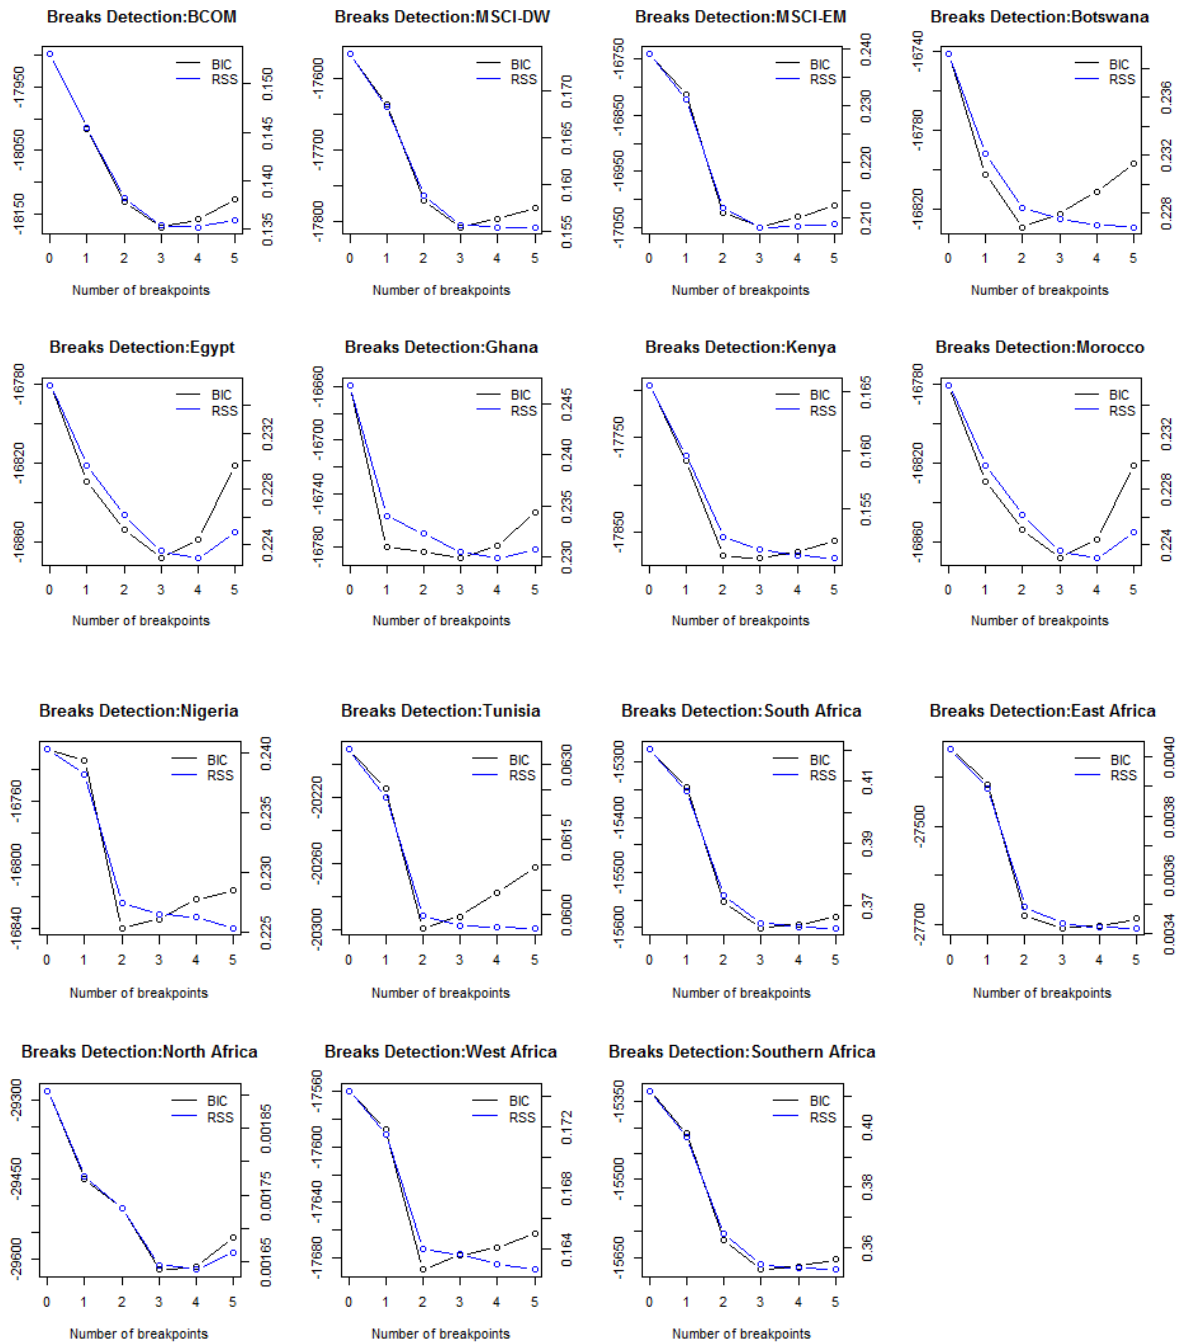 Breaks Detection:BCOM
BIC
RSS
-17950
-18050
-18150
0.150
0.145
0.140
0.135
0 1 2 3 4 5
Number of breakpoints
Breaks Detection:MSCI-DW
BIC
RSS
-17600
-17700
-17800
0.170
0.165
0.160
0.155
0 1 2 3 4 5
Number of breakpoints
Breaks Detection:MSCI-EM
BIC
RSS
-16750
-16850
-16950
-17050
0.240
0.230
0.220
0.210
0 1 2 3 4 5
Number of breakpoints
Breaks Detection:Botswana
BIC
RSS
-16740
-16780
-16820
0.236
0.232
0.228
0 1 2 3 4 5
Number of breakpoints
Breaks Detection:Egypt
BIC
RSS
-16780
-16820
-16860
0.232
0.228
0.224
0 1 2 3 4 5
Number of breakpoints
Breaks Detection:Ghana
BIC
RSS
-16660
-16700
-16740
-16780
0.245
0.240
0.235
0.230
0 1 2 3 4 5
Number of breakpoints
Breaks Detection:Kenya
BIC
RSS
-17750
-17850
0.165
0.160
0.155
0 1 2 3 4 5
Number of breakpoints
Breaks Detection:Morocco
BIC
RSS
-16780
-16820
-16860
0.232
0.228
0.224
0 1 2 3 4 5
Number of breakpoints
Breaks Detection:Nigeria
BIC
RSS
-16760
-16800
-16840
0.240
0.235
0.230
0.225
0 1 2 3 4 5
Number of breakpoints
Breaks Detection:Tunisia
BIC
RSS
-20220
-20260
-20300
0.0630
0.0615
0.0600
0 1 2 3 4 5
Number of breakpoints
Breaks Detection:South Africa
BIC
RSS
-15300
-15400
-15500
-15600
0.41
0.39
0.37
0 1 2 3 4 5
Number of breakpoints
Breaks Detection:East Africa
BIC
RSS
-27500
-27700
0.0040
0.0038
0.0036
0.0034
0 1 2 3 4 5
Number of breakpoints
Breaks Detection:North Africa
BIC
RSS
-29300
-29450
-29600
0.00185
0.00175
0.00165
0 1 2 3 4 5
Number of breakpoints
Breaks Detection:West Africa
BIC
RSS
-17560
-17600
-17640
-17680
0.172
0.168
0.164
0 1 2 3 4 5
Number of breakpoints
Breaks Detection:Southern Africa
BIC
RSS
-15350
-15500
-15650
0.40
0.38
0.36
0 1 2 3 4 5
Number of breakpoints